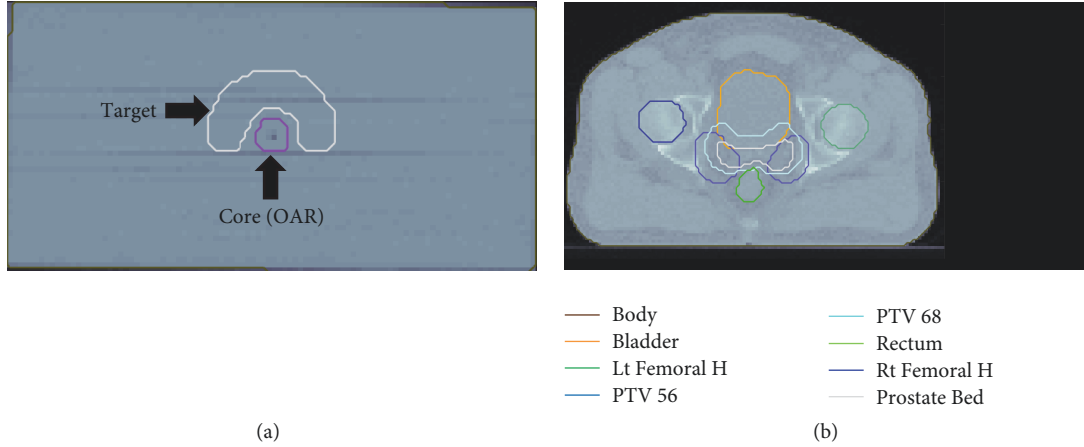 Target
Core (OAR)
Body
Bladder
Lt Femoral H
PTV 56
PTV 68
Rectum
Rt Femoral H
Prostate Bed
(a)
(b)